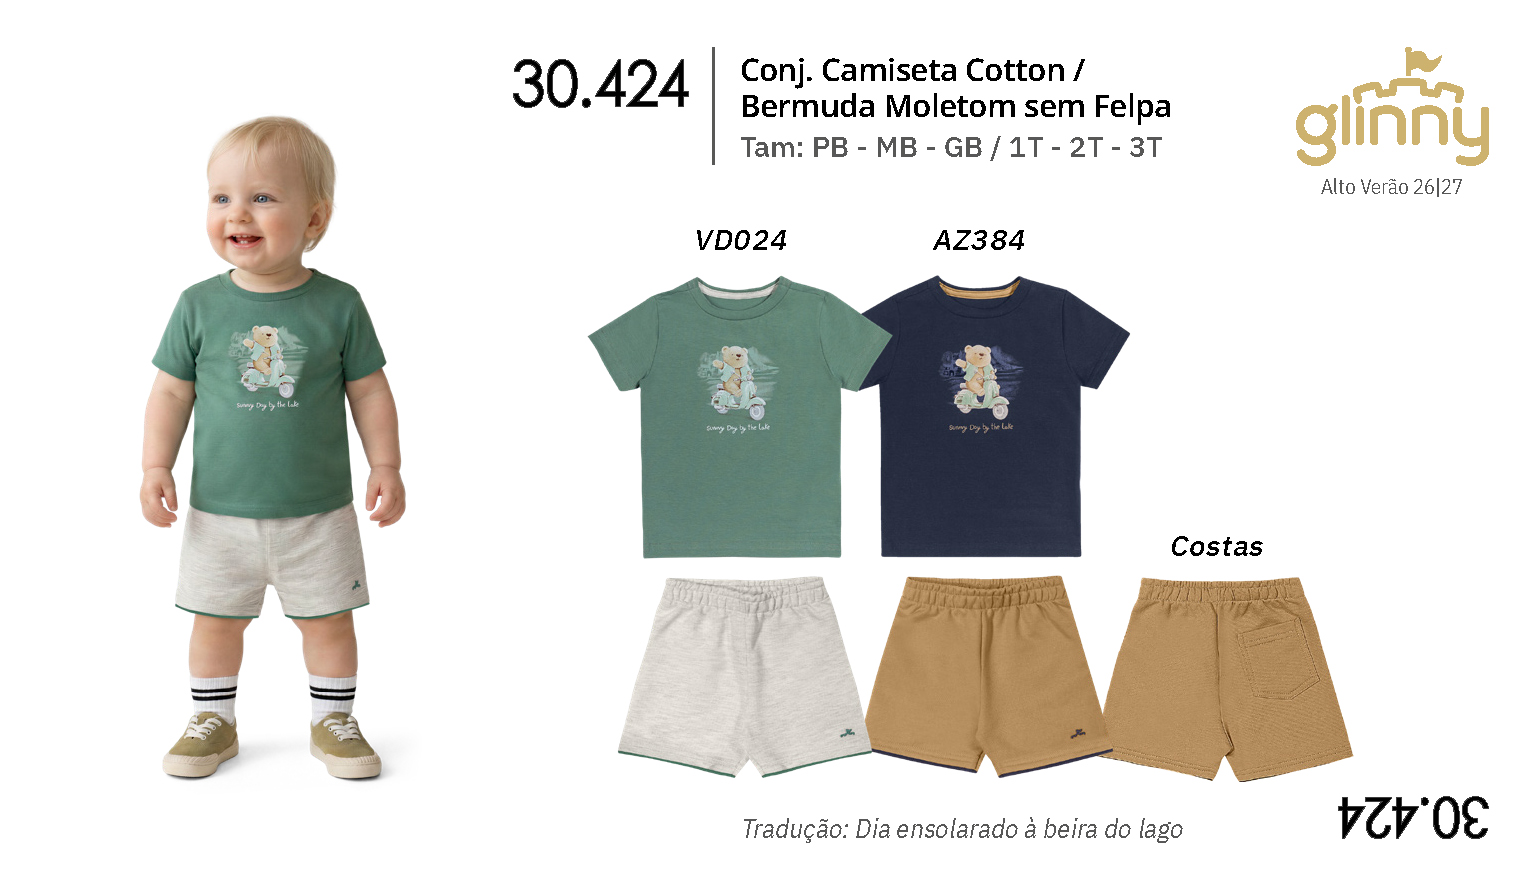 30.424
Conj. Camiseta Cotton /
Bermuda Moletom sem Felpa
Tam: PB - MB - GB / 1T - 2T - 3T
glinny
Alto Verão 26|27
VD024
AZ384
Sunny Day by the Lake
Sunny Day by the Lake
Sunny Day by the Lake
Costas
Tradução: Dia ensolarado à beira do lago
30.424